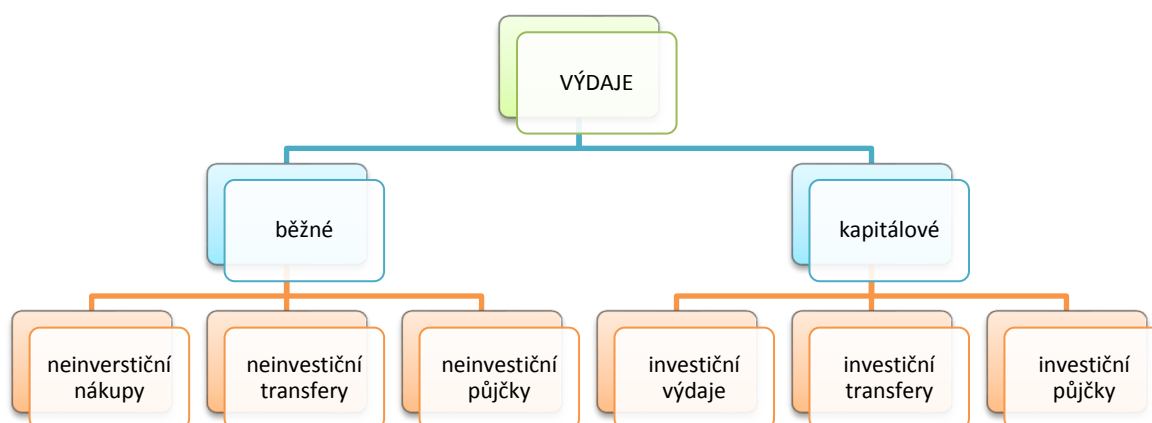 VÝDAJE
běžné
kapitálové
neinverstiční
nákupy
neinvestiční
transfery
neinvestiční
půjčky
investiční
výdaje
investiční
transfery
investiční
půjčky